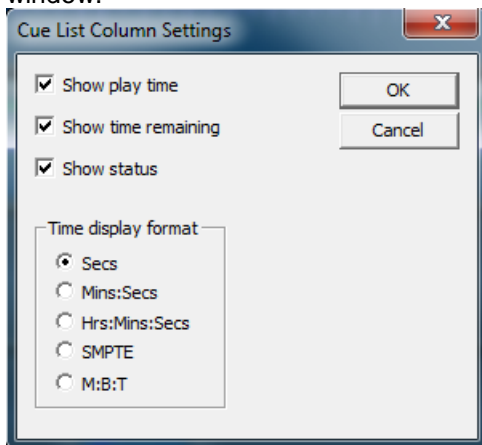 window.
Cue List Column Settings
Show play time
OK
Show time remaining
Cancel
Show status
Time display format
Secs
Mins:Secs
Hrs:Mins:Secs
SMPTE
M:B:T